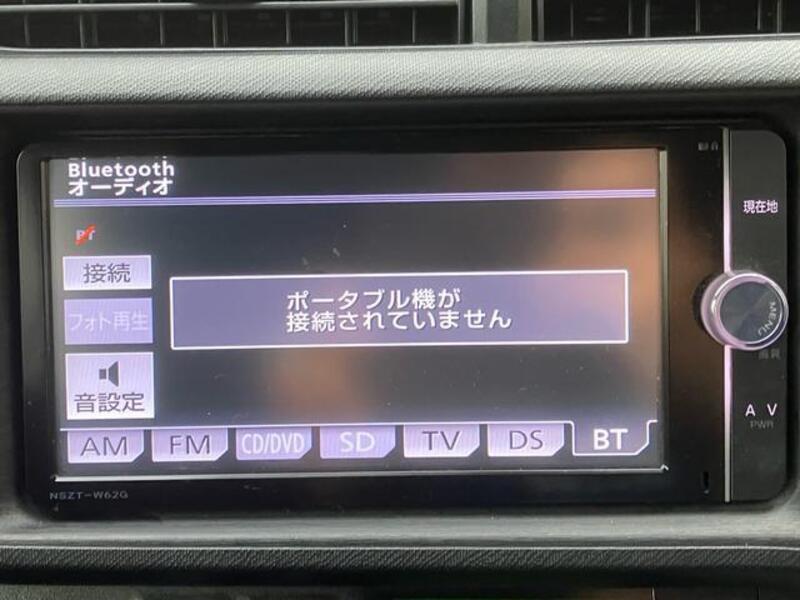 Bluetooth
オーディオ
現在地
BT
接続
ポータブル機が
接続されていません
フォト再生
MENU
音設定
A V
PWR
AM FM CD/DVD SD TV DS BT
NSZT-W62G